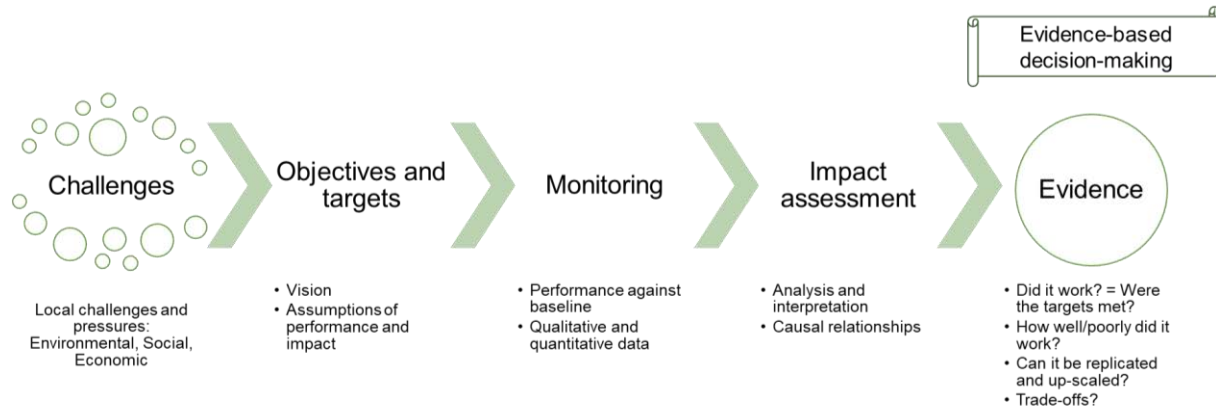 Evidence-based
decision-making
Challenges
Objectives and
targets
Monitoring
Impact
assessment
Evidence
Local challenges and
pressures:
Environmental, Social,
Economic
• Vision
• Assumptions of
performance and
impact
• Performance against
baseline
• Qualitative and
quantitative data
• Analysis and
interpretation
• Causal relationships
• Did it work? = Were
the targets met?
• How well/poorly did it
work?
• Can it be replicated
and up-scaled?
• Trade-offs?